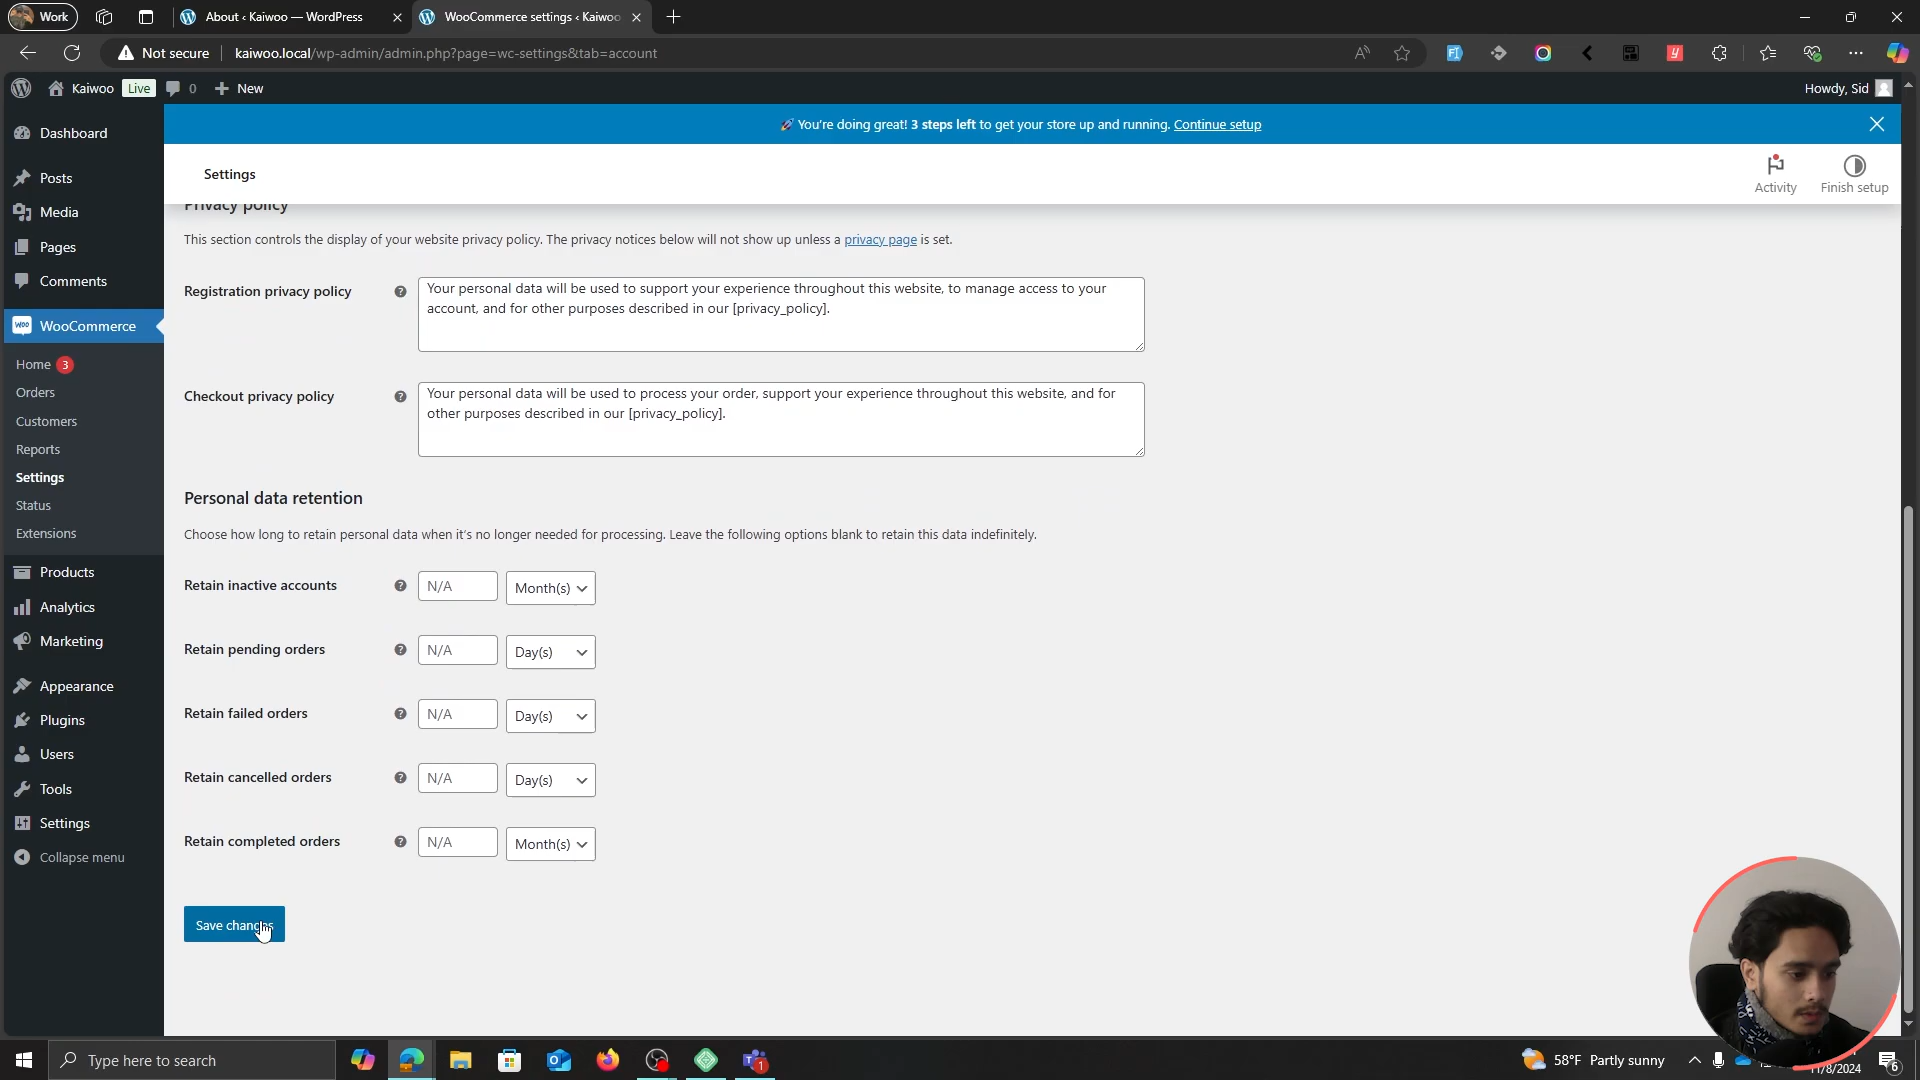 Work
About ‹ Kaiwoo — WordPress
WooCommerce settings ‹ Kaiwoo
Not secure
kaiwoo.local/wp-admin/admin.php?page=wc-settings&tab=account
Kaiwoo
Live
0
New
Howdy, Sid
🚀 You're doing great! 3 steps left to get your store up and running. Continue setup
Dashboard
Posts
Media
Pages
Comments
WooCommerce
Home 3
Orders
Customers
Reports
Settings
Status
Extensions
Products
Analytics
Marketing
Appearance
Plugins
Users
Tools
Settings
Collapse menu
Settings
Activity
Finish setup
Privacy policy
This section controls the display of your website privacy policy. The privacy notices below will not show up unless a privacy page is set.
Registration privacy policy
Your personal data will be used to support your experience throughout this website, to manage access to your
account, and for other purposes described in our [privacy_policy].
Checkout privacy policy
Your personal data will be used to process your order, support your experience throughout this website, and for
other purposes described in our [privacy_policy].
Personal data retention
Choose how long to retain personal data when it's no longer needed for processing. Leave the following options blank to retain this data indefinitely.
Retain inactive accounts
N/A
Month(s)
Retain pending orders
N/A
Day(s)
Retain failed orders
N/A
Day(s)
Retain cancelled orders
N/A
Day(s)
Retain completed orders
N/A
Month(s)
Save changes
Type here to search
1
58°F Partly sunny
11/8/2024
6